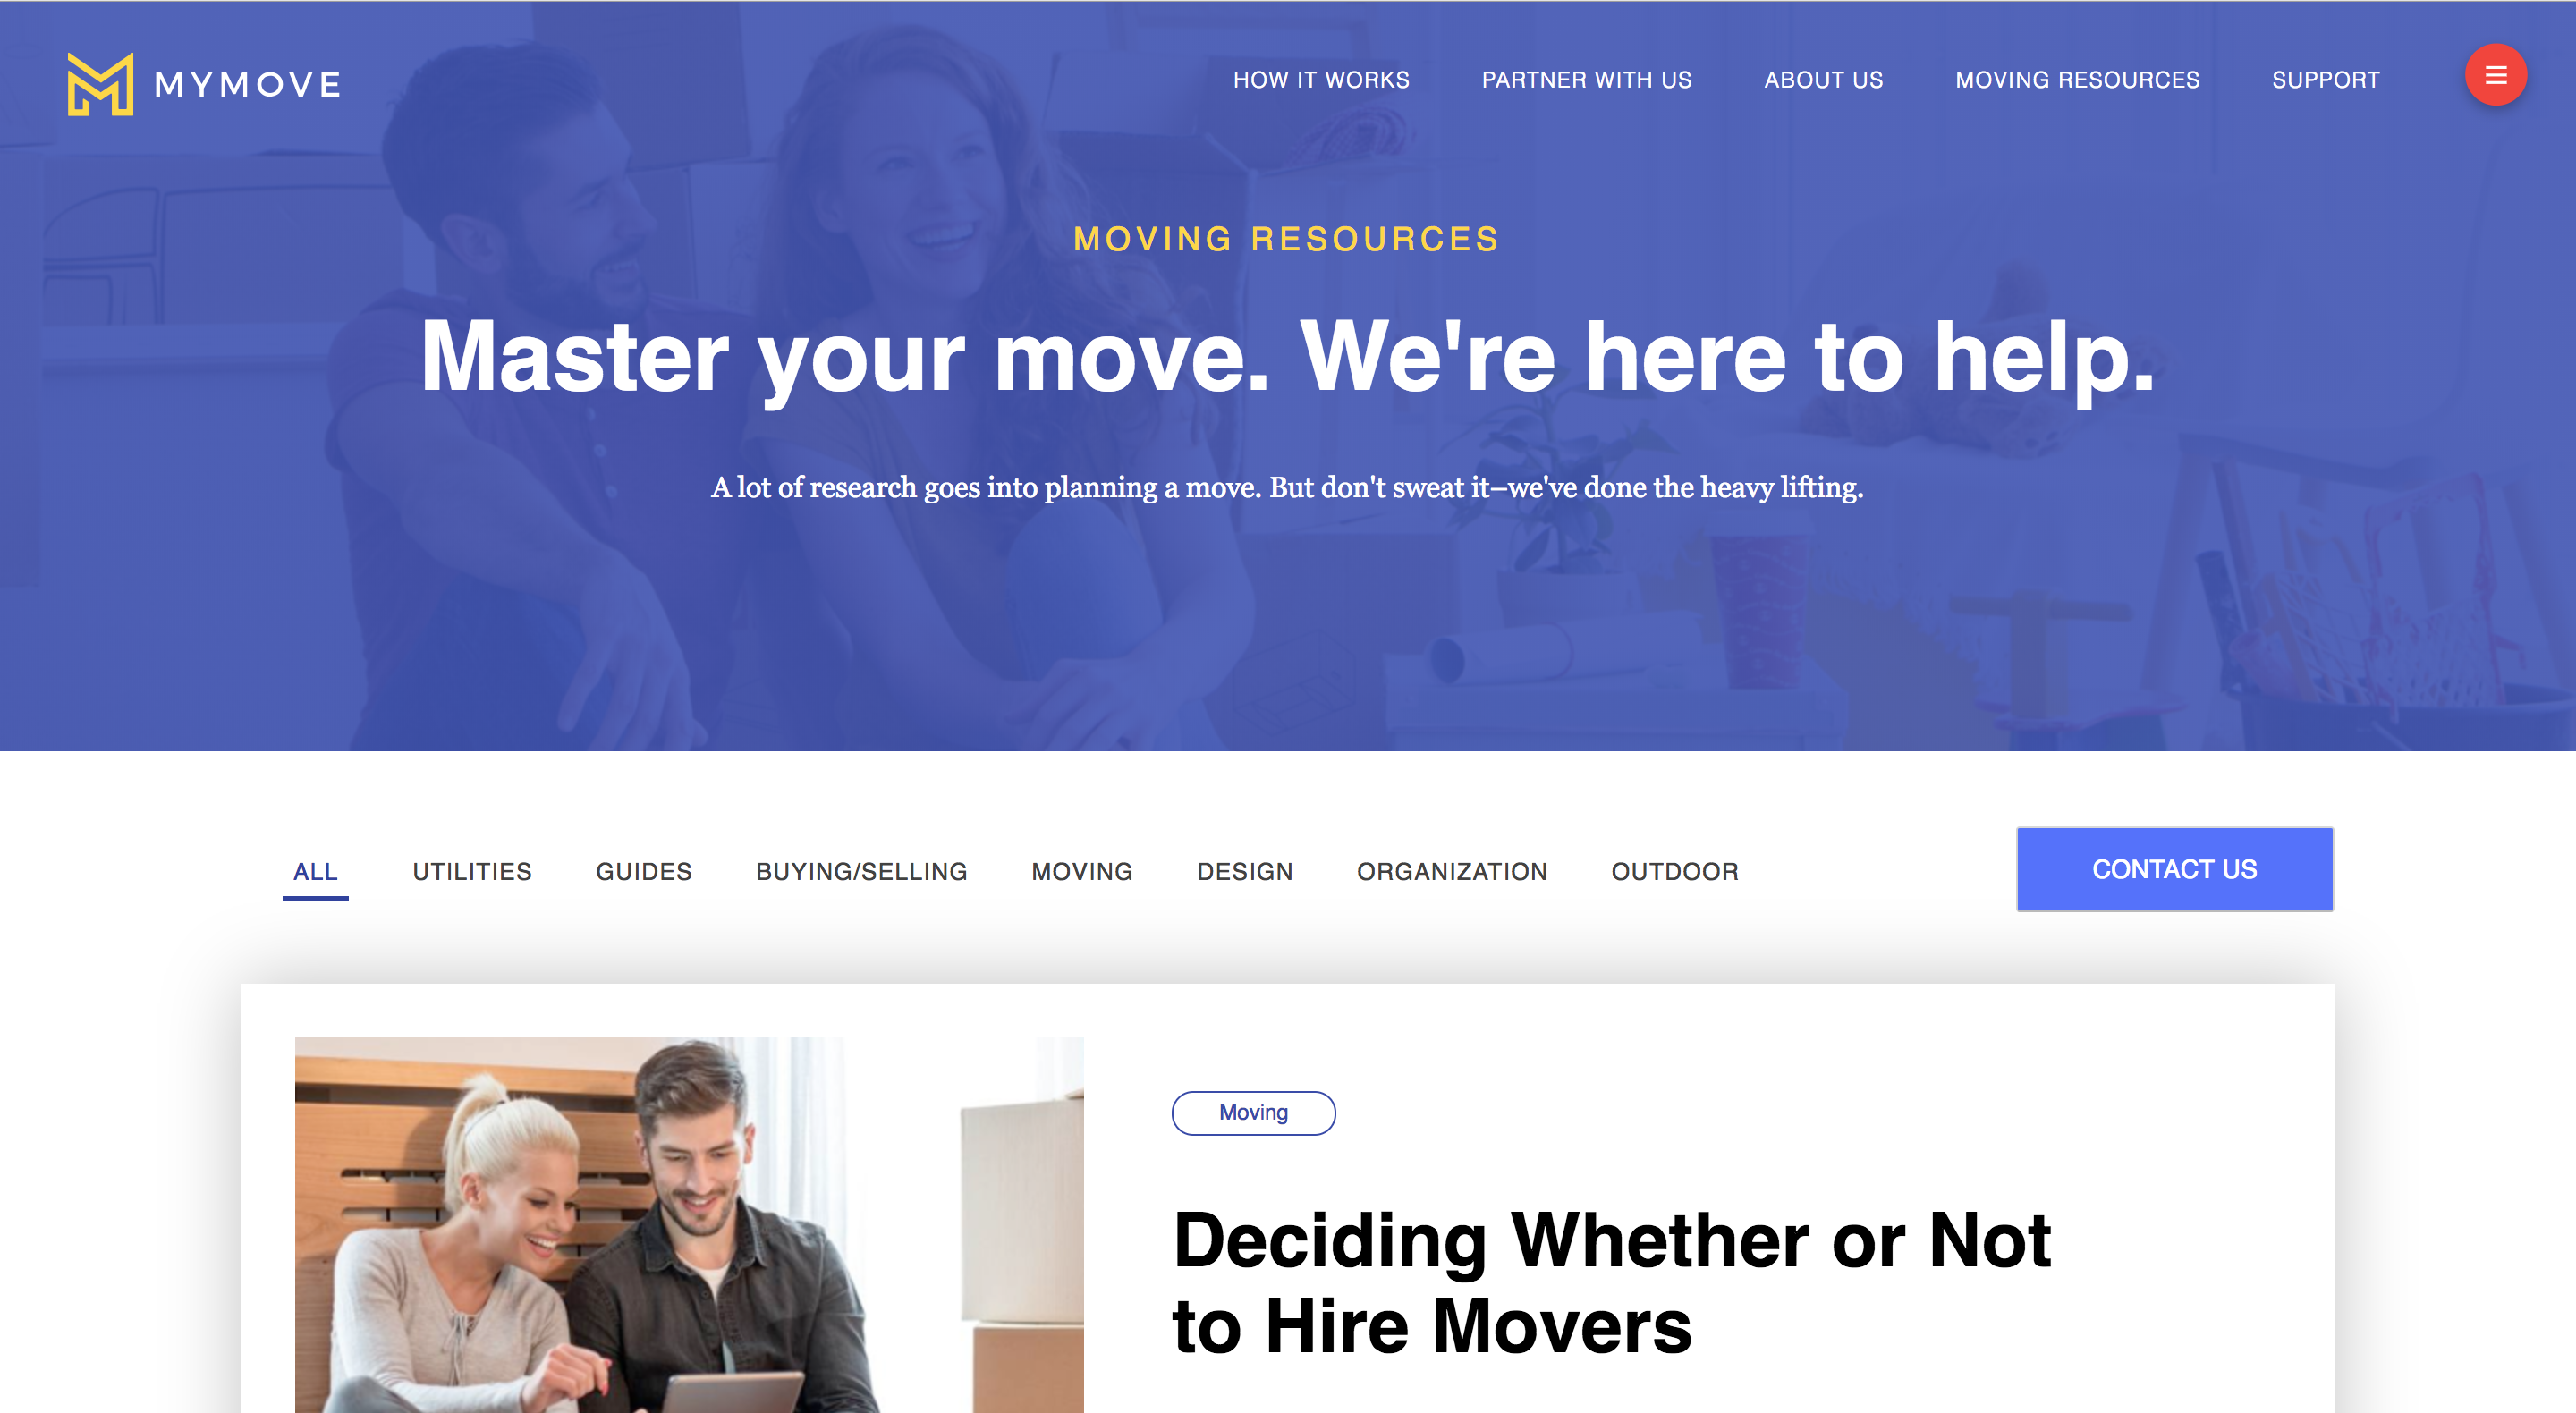 MYMOVE
HOW IT WORKS
PARTNER WITH US
ABOUT US
MOVING RESOURCES
SUPPORT
MOVING RESOURCES
Master your move. We're here to help.
A lot of research goes into planning a move. But don't sweat it–we've done the heavy lifting.
ALL
UTILITIES
GUIDES
BUYING/SELLING
MOVING
DESIGN
ORGANIZATION
OUTDOOR
CONTACT US
Moving
Deciding Whether or Not
to Hire Movers